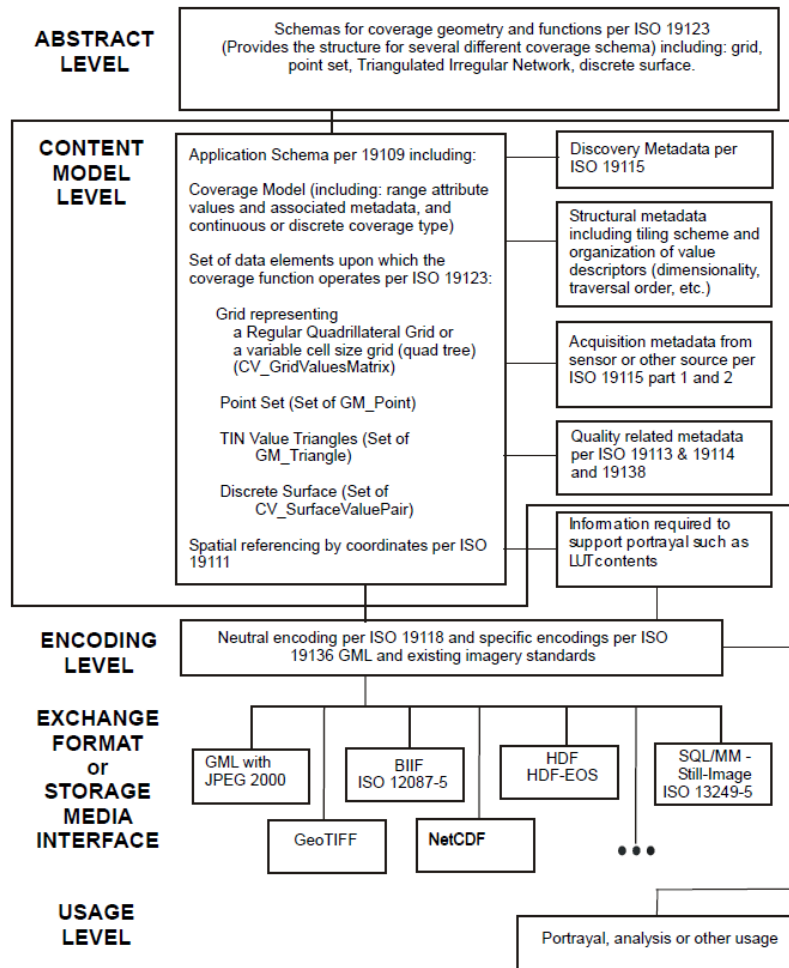 ABSTRACT
LEVEL
Schemas for coverage geometry and functions per ISO 19123
(Provides the structure for several different coverage schema) including: grid,
point set, Triangulated Irregular Network, discrete surface.
CONTENT
MODEL
LEVEL
Application Schema per 19109 including:
Coverage Model (including: range attribute
values and associated metadata, and
continuous or discrete coverage type)
Set of data elements upon which the
coverage function operates per ISO 19123:
Grid representing
a Regular Quadrillateral Grid or
a variable cell size grid (quad tree)
(CV_GridValuesMatrix)
Point Set (Set of GM_Point)
TIN Value Triangles (Set of
GM_Triangle)
Discrete Surface (Set of
CV_SurfaceValuePair)
Spatial referencing by coordinates per ISO
19111
Discovery Metadata per
ISO 19115
Structural metadata
including tiling scheme and
organization of value
descriptors (dimensionality,
traversal order, etc.)
Acquisition metadata from
sensor or other source per
ISO 19115 part 1 and 2
Quality related metadata
per ISO 19113 & 19114
and 19138
Information required to
support portrayal such as
LUT contents
ENCODING
LEVEL
Neutral encoding per ISO 19118 and specific encodings per ISO
19136 GML and existing imagery standards
EXCHANGE
FORMAT
or
STORAGE
MEDIA
INTERFACE
GML with
JPEG 2000
BIIF
ISO 12087-5
HDF
HDF-EOS
SQL/MM -
Still-Image
ISO 13249-5
GeoTIFF
NetCDF
•••
USAGE
LEVEL
Portrayal, analysis or other usage